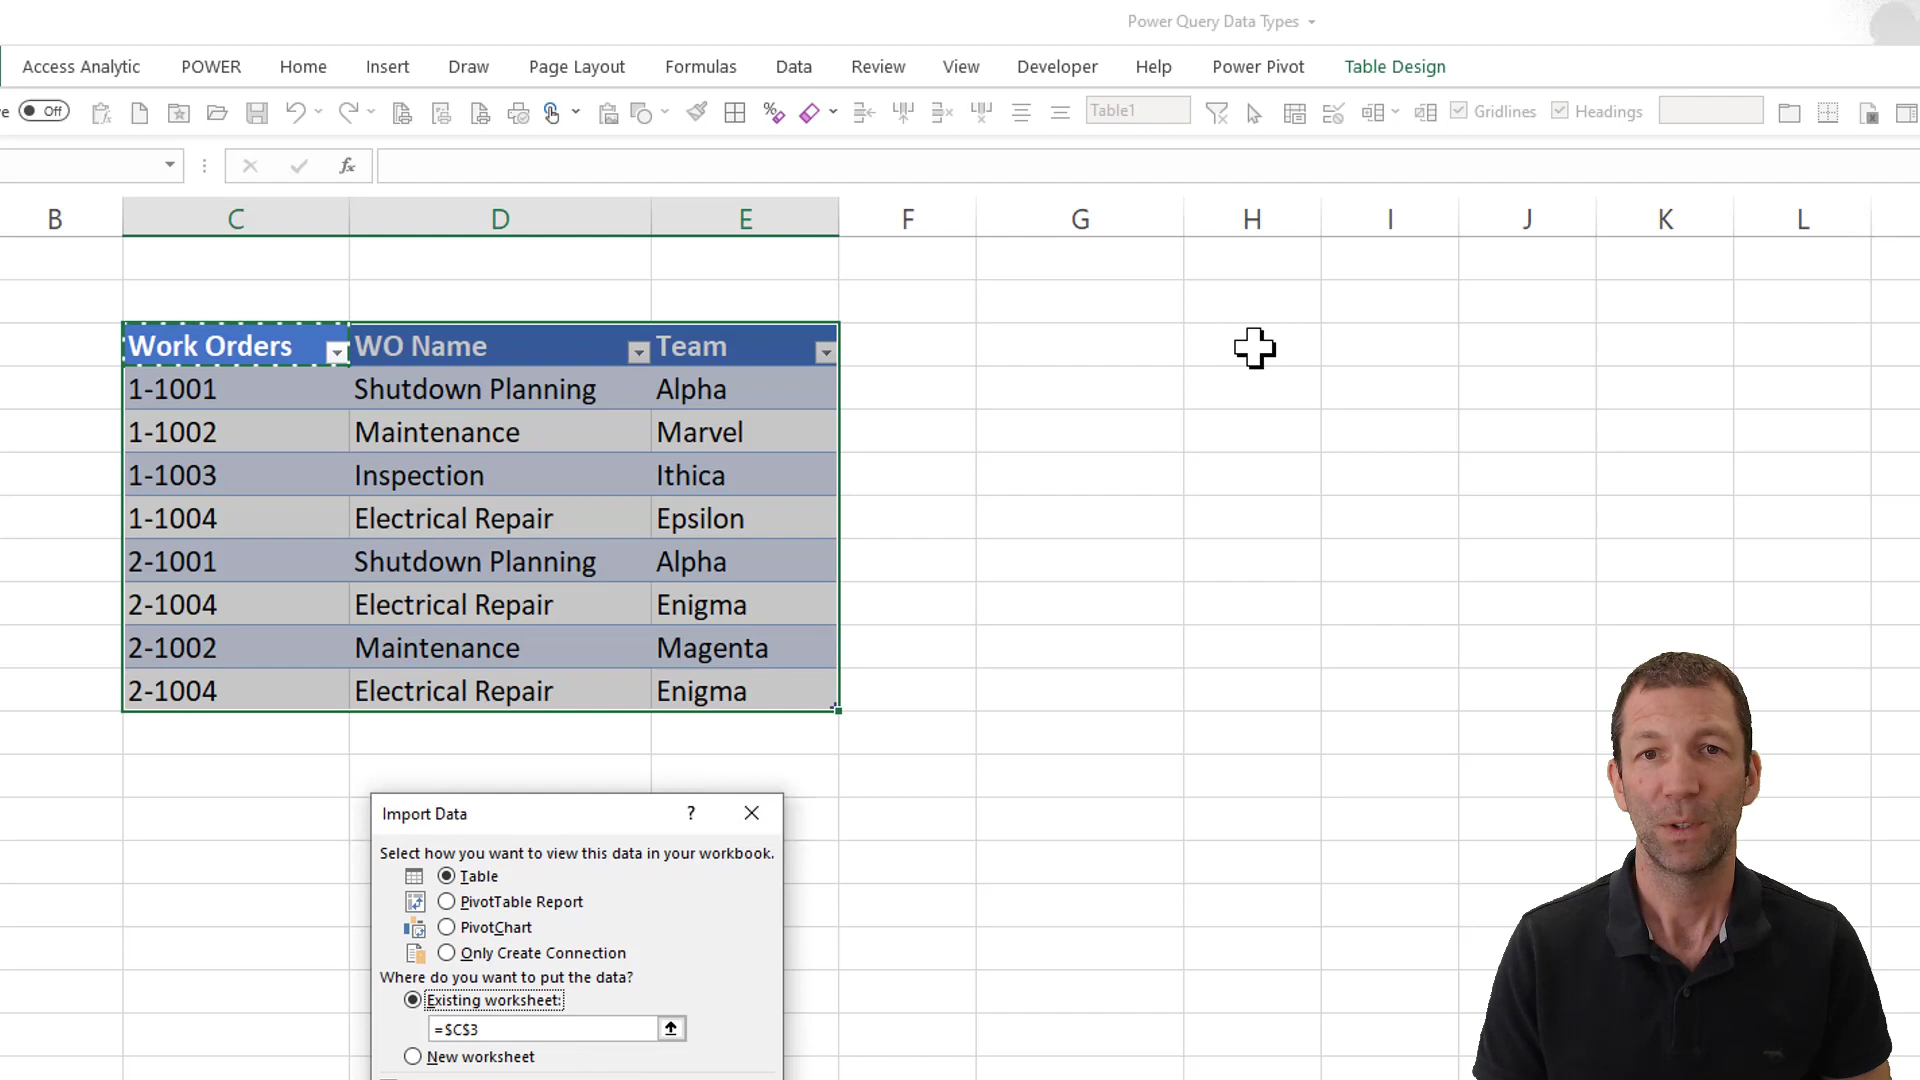 Power Query Data Types
Access Analytic POWER Home Insert Draw Page Layout Formulas Data Review View Developer Help Power Pivot Table Design
Off Table1 Gridlines Headings
fx
B C D E F G H I J K L
Work Orders WO Name Team
1-1001 Shutdown Planning Alpha
1-1002 Maintenance Marvel
1-1003 Inspection Ithica
1-1004 Electrical Repair Epsilon
2-1001 Shutdown Planning Alpha
2-1004 Electrical Repair Enigma
2-1002 Maintenance Magenta
2-1004 Electrical Repair Enigma
Import Data ?
Select how you want to view this data in your workbook.
Table
PivotTable Report
PivotChart
Only Create Connection
Where do you want to put the data?
Existing worksheet:
=$C$3
New worksheet